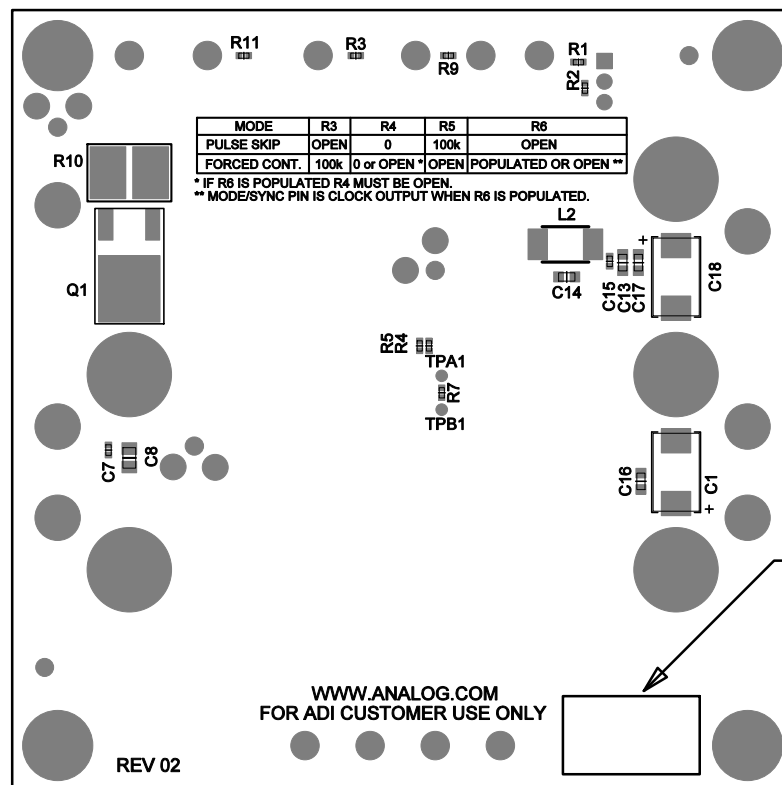 R11
R3
R9
R1
R2
MODE R3 R4 R5 R6
PULSE SKIP OPEN 0 100k OPEN
FORCED CONT. 100k 0 or OPEN * OPEN POPULATED OR OPEN **
* IF R6 IS POPULATED R4 MUST BE OPEN.
** MODE/SYNC PIN IS CLOCK OUTPUT WHEN R6 IS POPULATED.
R10
L2
+
Q1
C14
C15
C13
C17
C18
R5
R4
TPA1
R7
TPB1
C7
C8
C16
C1
+
WWW.ANALOG.COM
FOR ADI CUSTOMER USE ONLY
REV 02